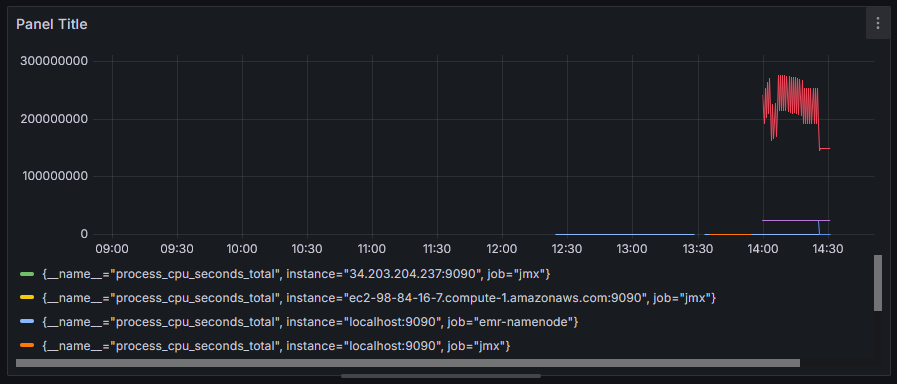 Panel Title
300000000
200000000
100000000
0
09:00 09:30 10:00 10:30 11:00 11:30 12:00 12:30 13:00 13:30 14:00 14:30
{__name__="process_cpu_seconds_total", instance="34.203.204.237:9090", job="jmx"}
{__name__="process_cpu_seconds_total", instance="ec2-98-84-16-7.compute-1.amazonaws.com:9090", job="jmx"}
{__name__="process_cpu_seconds_total", instance="localhost:9090", job="emr-namenode"}
{__name__="process_cpu_seconds_total", instance="localhost:9090", job="jmx"}